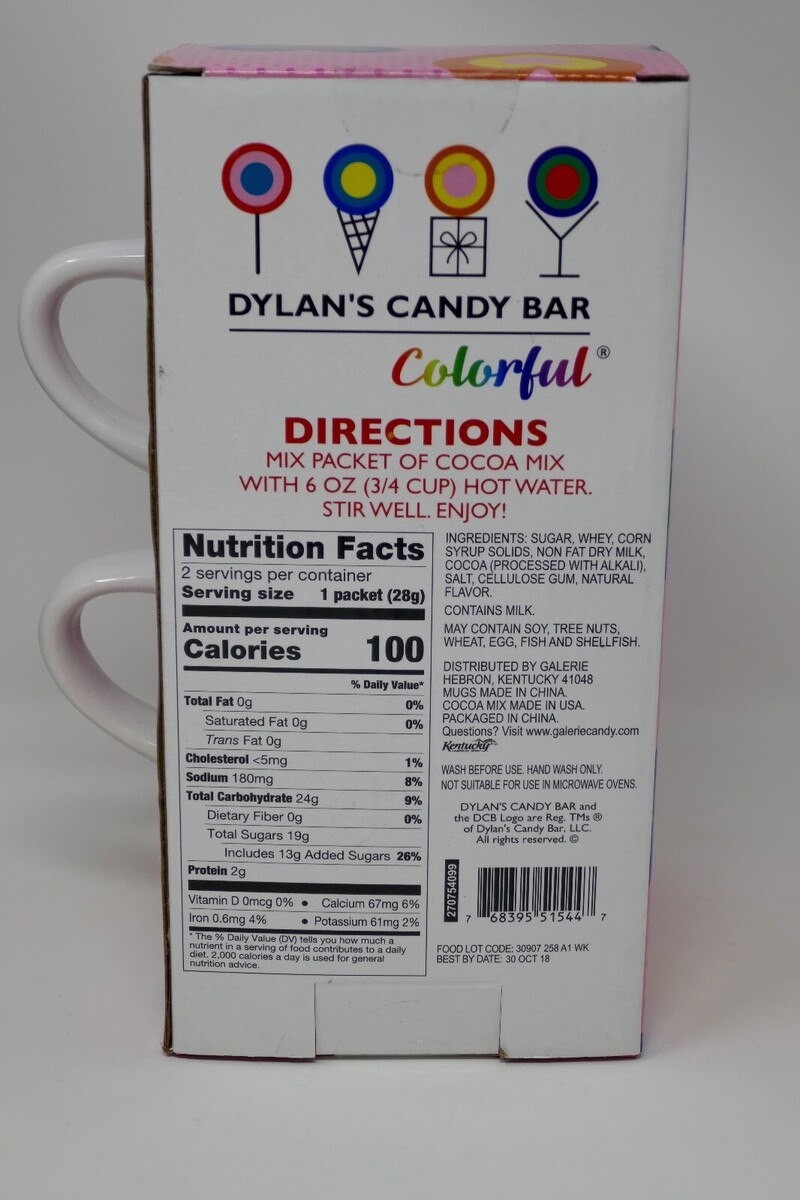 DYLAN'S CANDY BAR
Colorful®
DIRECTIONS
MIX PACKET OF COCOA MIX
WITH 6 OZ (3/4 CUP) HOT WATER.
STIR WELL. ENJOY!
Nutrition Facts
2 servings per container
Serving size 1 packet (28g)
Amount per serving
Calories 100
% Daily Value*
Total Fat 0g 0%
Saturated Fat 0g 0%
Trans Fat 0g
Cholesterol <5mg 1%
Sodium 180mg 8%
Total Carbohydrate 24g 9%
Dietary Fiber 0g 0%
Total Sugars 19g
Includes 13g Added Sugars 26%
Protein 2g
Vitamin D 0mcg 0% • Calcium 67mg 6%
Iron 0.6mg 4% • Potassium 61mg 2%
* The % Daily Value (DV) tells you how much a
nutrient in a serving of food contributes to a daily
diet. 2,000 calories a day is used for general
nutrition advice.
INGREDIENTS: SUGAR, WHEY, CORN
SYRUP SOLIDS, NON FAT DRY MILK,
COCOA (PROCESSED WITH ALKALI),
SALT, CELLULOSE GUM, NATURAL
FLAVOR.
CONTAINS MILK.
MAY CONTAIN SOY, TREE NUTS,
WHEAT, EGG, FISH AND SHELLFISH.
DISTRIBUTED BY GALERIE
HEBRON, KENTUCKY 41048
MUGS MADE IN CHINA.
COCOA MIX MADE IN USA.
PACKAGED IN CHINA.
Questions? Visit www.galeriecandy.com
Kentucky
WASH BEFORE USE. HAND WASH ONLY.
NOT SUITABLE FOR USE IN MICROWAVE OVENS.
DYLAN'S CANDY BAR and
the DCB Logo are Reg. TMs ®
of Dylan's Candy Bar, LLC.
All rights reserved. ©
270754099
7 68395 51544 7
FOOD LOT CODE: 30907 258 A1 WK
BEST BY DATE: 30 OCT 18